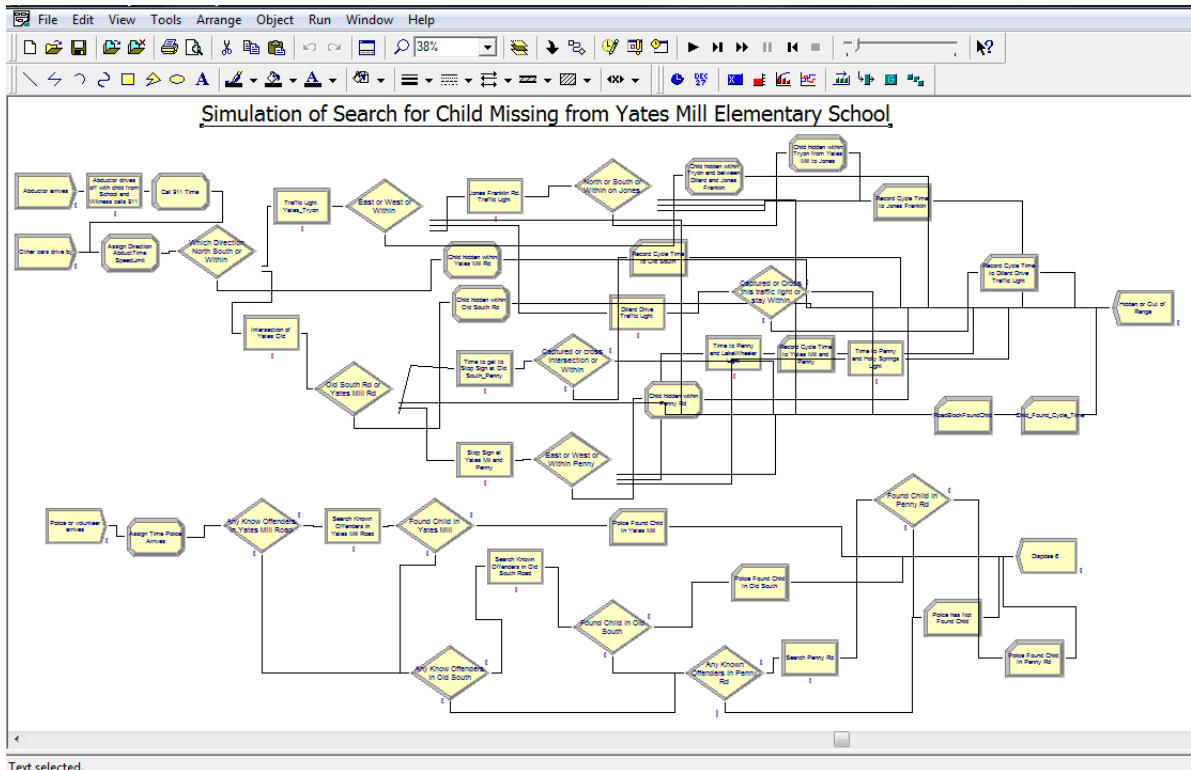 File Edit View Tools Arrange Object Run Window Help
38%
Simulation of Search for Child Missing from Yates Mill Elementary School
Abductor arrives
Abductor drives
off with child from
School and
Witness calls 911
Call 911 Time
Other cars drive by
Assign Direction
AbductTime
SpeedLimit
Which Direction
North South or
Within
Traffic Light
Yates_Tryon
East or West or
Within
Jones Franklin Rd.
Traffic Light
North or South or
Within on Jones
Child hidden within
Tryon and between
Dillard and Jones
Franklin
Child hidden within
Tryon from Yates
Mill to Jones
Record Cycle Time
to Jones Franklin
Child hidden within
Yates Mill Rd
Record Cycle Time
to Old South
Record Cycle Time
to Dillard Drive
Traffic Light
Child hidden within
Old South Rd
Dillard Drive
Traffic Light
Captured or Cross
this traffic light or
stay Within
Hidden or Out of
Range
Intersection of
Yates Old
Old South Rd or
Yates Mill Rd
Time to get to
Stop Sign at Old
South_Penny
Captured or cross
Intersection or
Within
Time to Penny
and LakeWheeler
Light
Record Cycle Time
to Yates Mill and
Penny
Time to Penny
and Holly Springs
Light
Child hidden within
Penny Rd
RoadBlockFoundChild
Child_Found_Cycle_Time
Stop Sign at
Yates Mill and
Penny
East or West or
Within Penny
Police or volunteer
arrives
Assign Time Police
Arrives
Any Know Offenders
in Yates Mill Road
Search Known
Offenders in
Yates Mill Road
Found Child in
Yates Mill
Police Found Child
in Yates Mill
Found Child in
Penny Rd
Search Known
Offenders in Old
South Road
Police Found Child
in Old South
Dispose 6
Found Child in Old
South
Police has Not
Found Child
Any Know Offenders
in Old South
Any Known
Offenders in Penny
Rd
Search Penny Rd
Police Found Child
in Penny Rd
Text selected.